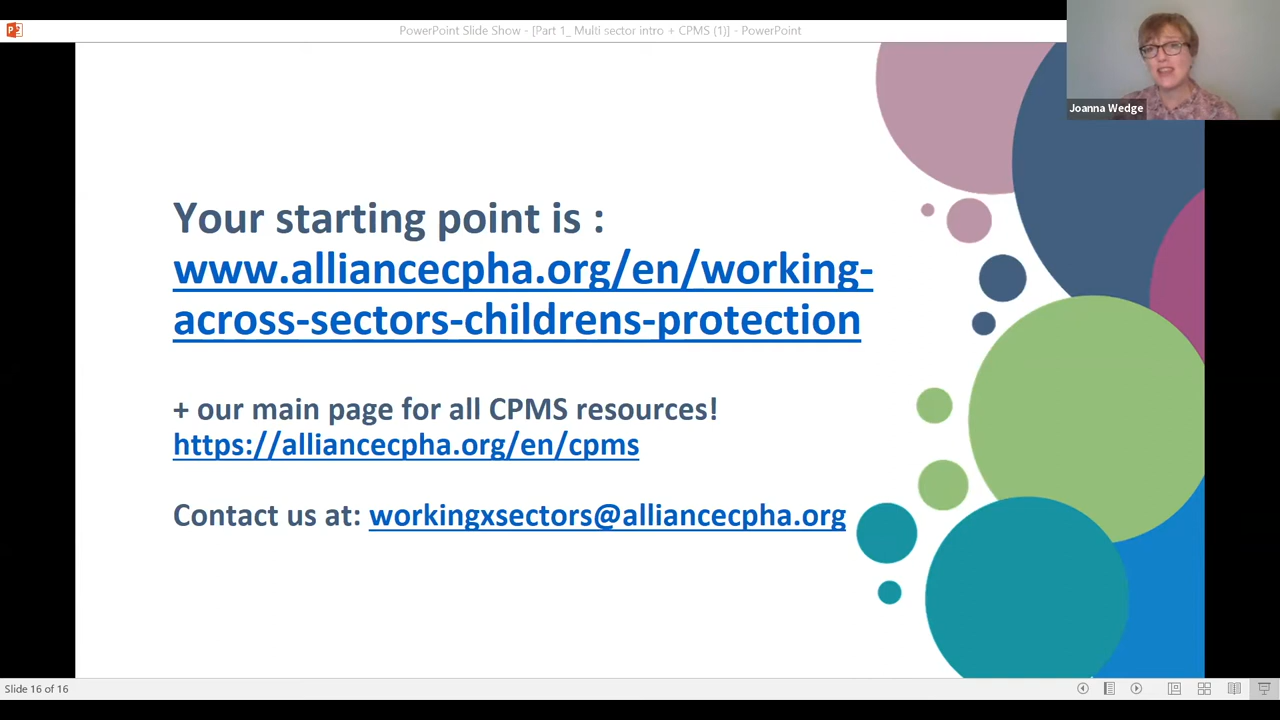 PowerPoint Slide Show - [Part 1_ Multi sector intro + CPMS (1)] - PowerPoint
Joanna Wedge
Your starting point is :
www.alliancecpha.org/en/working-
across-sectors-childrens-protection
+ our main page for all CPMS resources!
https://alliancecpha.org/en/cpms
Contact us at: workingxsectors@alliancecpha.org
Slide 16 of 16